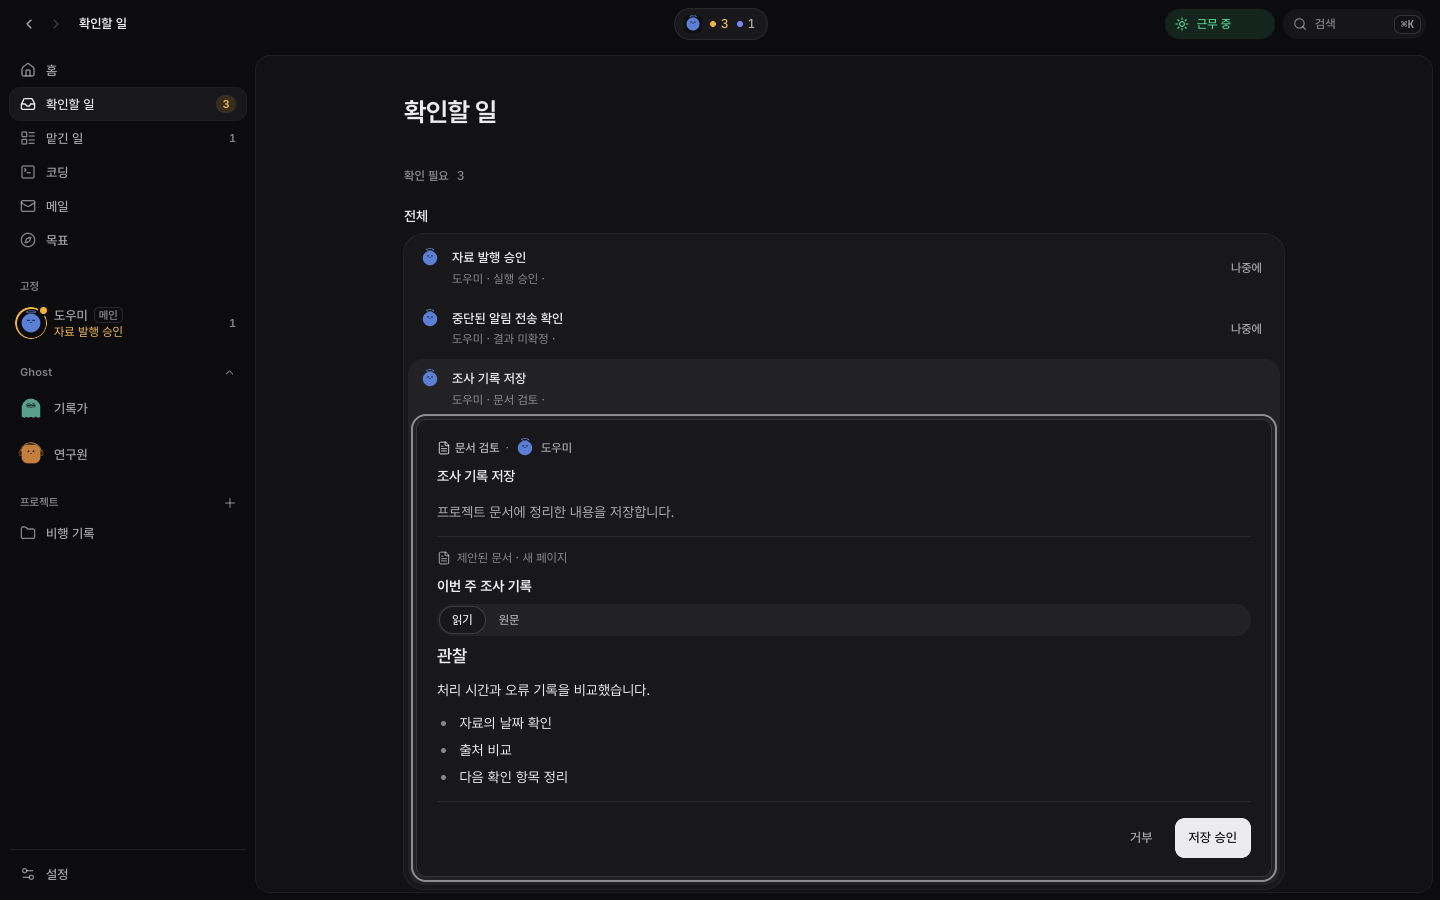 확인할 일
3 1
근무 중
검색 ⌘K
홈
확인할 일 3
맡긴 일 1
코딩
메일
목표
고정
도우미 메인
자료 발행 승인
1
Ghost
기록가
연구원
프로젝트
비행 기록
설정
확인할 일
확인 필요 3
전체
자료 발행 승인
도우미 · 실행 승인 ·
나중에
중단된 알림 전송 확인
도우미 · 결과 미확정 ·
나중에
조사 기록 저장
도우미 · 문서 검토 ·
문서 검토 · 도우미
조사 기록 저장
프로젝트 문서에 정리한 내용을 저장합니다.
제안된 문서 · 새 페이지
이번 주 조사 기록
읽기 원문
관찰
처리 시간과 오류 기록을 비교했습니다.
• 자료의 날짜 확인
• 출처 비교
• 다음 확인 항목 정리
거부 저장 승인